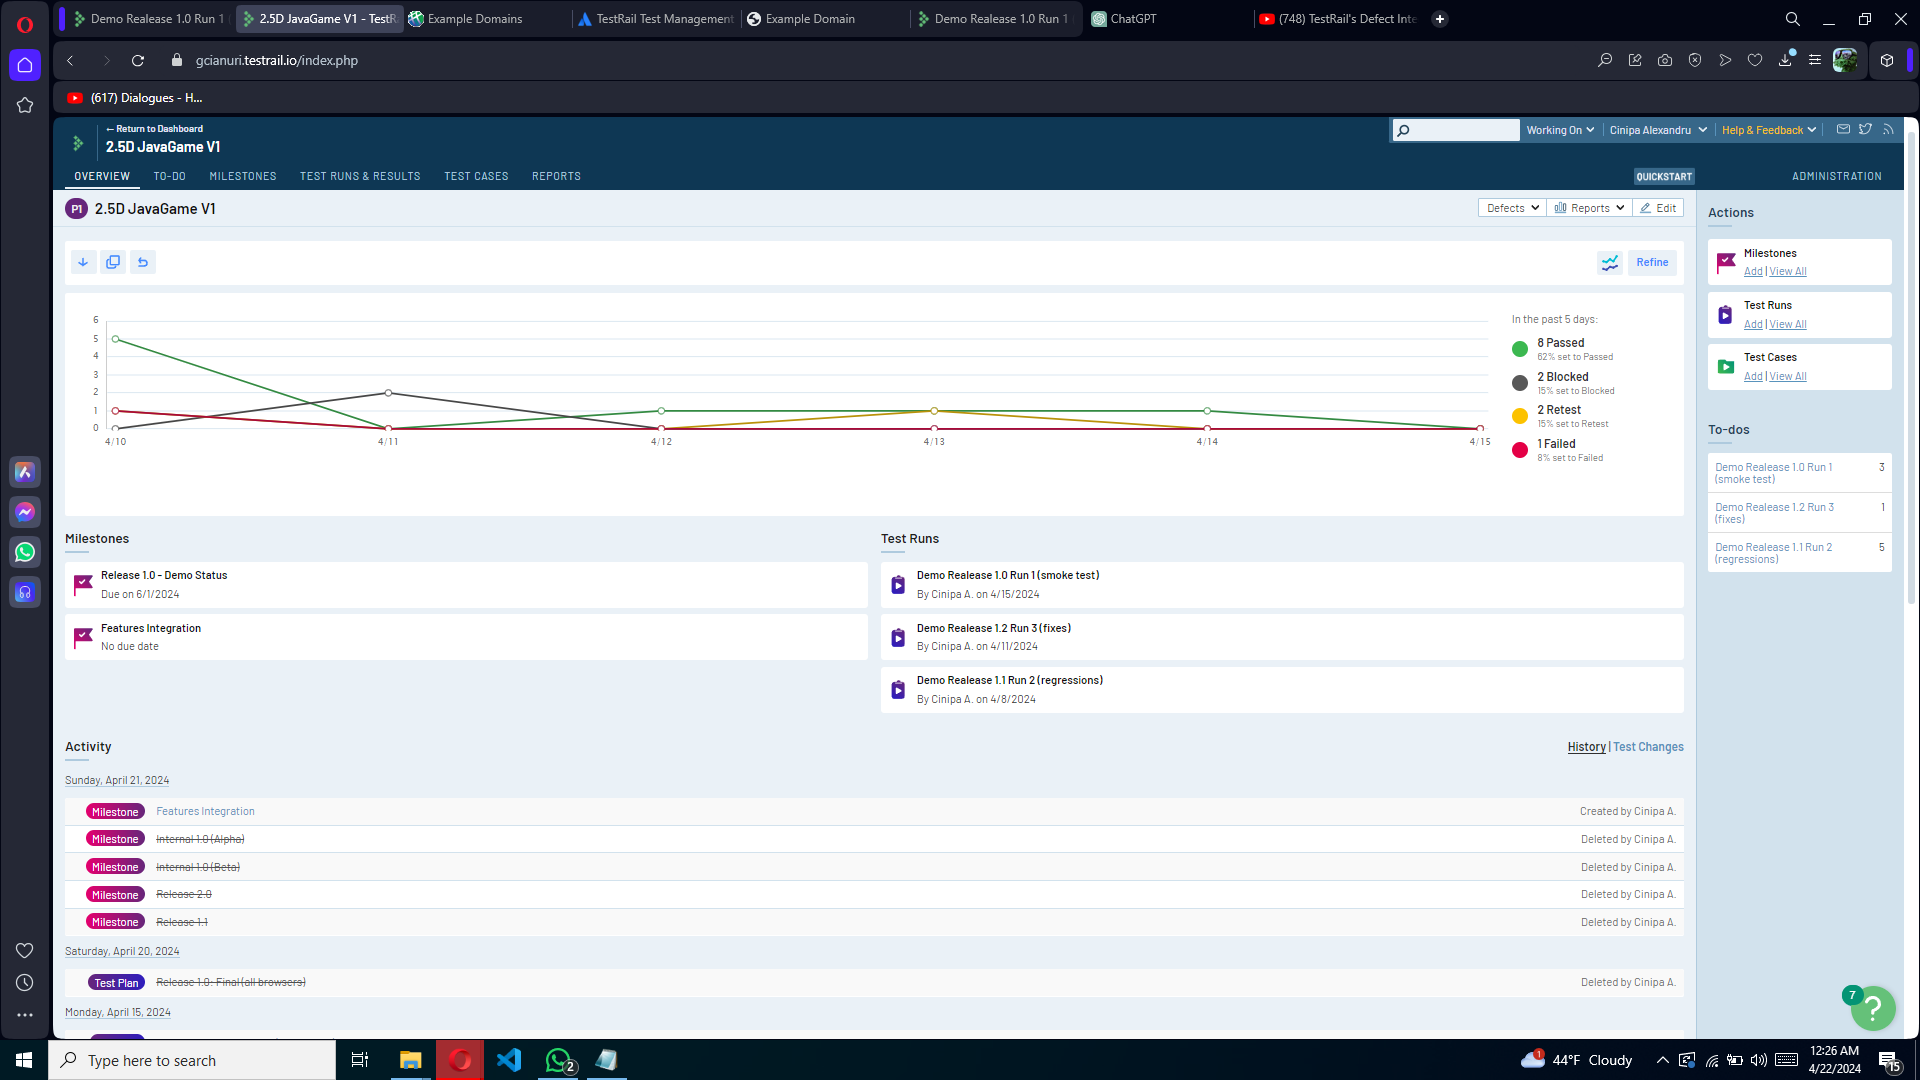 Demo Realease 1.0 Run 1
2.5D JavaGame V1 - TestR
Example Domains
TestRail Test Management
Example Domain
Demo Realease 1.0 Run 1
ChatGPT
(748) TestRail's Defect Inte
gcianuri.testrail.io/index.php
(617) Dialogues - H...
← Return to Dashboard
2.5D JavaGame V1
Working On
Cinipa Alexandru
Help & Feedback
OVERVIEW
TO-DO
MILESTONES
TEST RUNS & RESULTS
TEST CASES
REPORTS
QUICKSTART
ADMINISTRATION
P1
2.5D JavaGame V1
Defects
Reports
Edit
Refine
6
5
4
3
2
1
0
4/10
4/11
4/12
4/13
4/14
4/15
In the past 5 days:
8 Passed
62% set to Passed
2 Blocked
15% set to Blocked
2 Retest
15% set to Retest
1 Failed
8% set to Failed
Actions
Milestones
Add | View All
Test Runs
Add | View All
Test Cases
Add | View All
To-dos
Demo Realease 1.0 Run 1 (smoke test) 3
Demo Realease 1.2 Run 3 (fixes) 1
Demo Realease 1.1 Run 2 (regressions) 5
Milestones
Release 1.0 - Demo Status
Due on 6/1/2024
Features Integration
No due date
Test Runs
Demo Realease 1.0 Run 1 (smoke test)
By Cinipa A. on 4/15/2024
Demo Realease 1.2 Run 3 (fixes)
By Cinipa A. on 4/11/2024
Demo Realease 1.1 Run 2 (regressions)
By Cinipa A. on 4/8/2024
Activity
History | Test Changes
Sunday, April 21, 2024
Milestone Features Integration Created by Cinipa A.
Milestone Internal 1.0 (Alpha) Deleted by Cinipa A.
Milestone Internal 1.0 (Beta) Deleted by Cinipa A.
Milestone Release 2.0 Deleted by Cinipa A.
Milestone Release 1.1 Deleted by Cinipa A.
Saturday, April 20, 2024
Test Plan Release 1.0: Final (all browsers) Deleted by Cinipa A.
Monday, April 15, 2024
7
?
Type here to search
2
1
44°F Cloudy
12:26 AM
4/22/2024
15